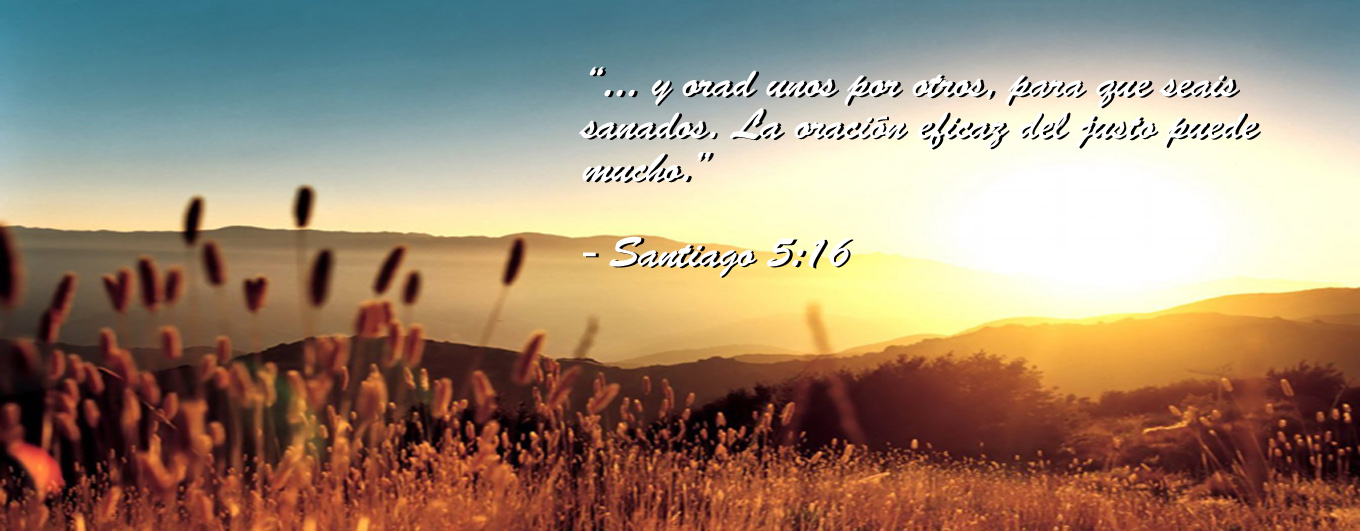 “... y orad unos por otros, para que seais
sanados. La oración eficaz del justo puede
mucho.”
- Santiago 5:16